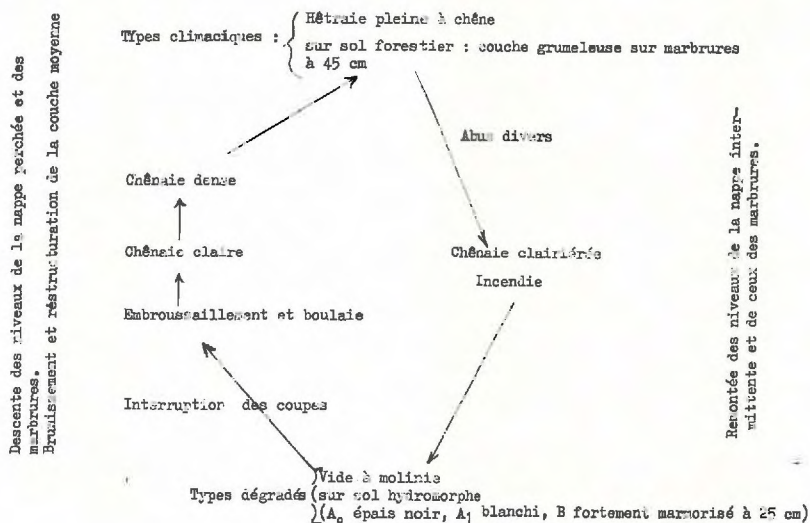 Types climaciques :
Hêtraie pleine à chêne
sur sol forestier : couche grumeleuse sur marbrures
à 45 cm
Abus divers
Chênaie dense
Chênaie claire
Chênaie clairiérée
Incendie
Embroussaillement et boulaie
Interruption des coupes
Types dégradés
Vide à molinie
sur sol hydromorphe
(A₀ épais noir, A₁ blanchi, B fortement marmorisé à 25 cm)
Descente des niveaux de la nappe perchée et des
marbrures.
Brunissement et réstructuration de la couche moyenne
Remontée des niveaux de la nappe inter-
mittente et de ceux des marbrures.